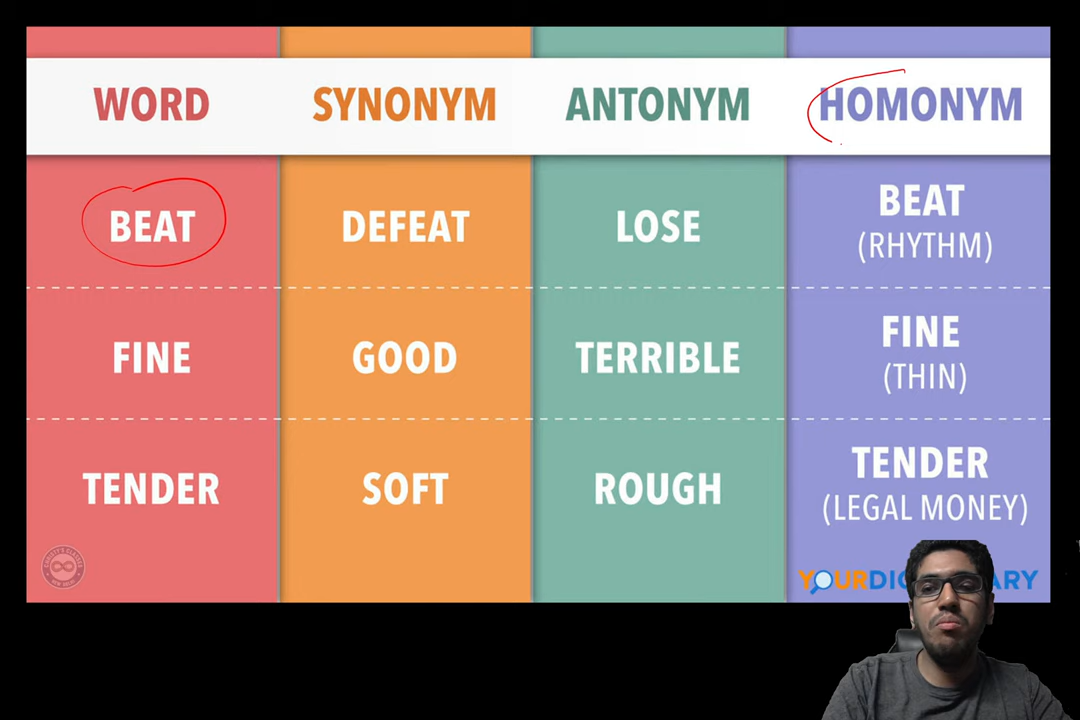 WORD SYNONYM ANTONYM HOMONYM
BEAT DEFEAT LOSE BEAT (RHYTHM)
FINE GOOD TERRIBLE FINE (THIN)
TENDER SOFT ROUGH TENDER (LEGAL MONEY)